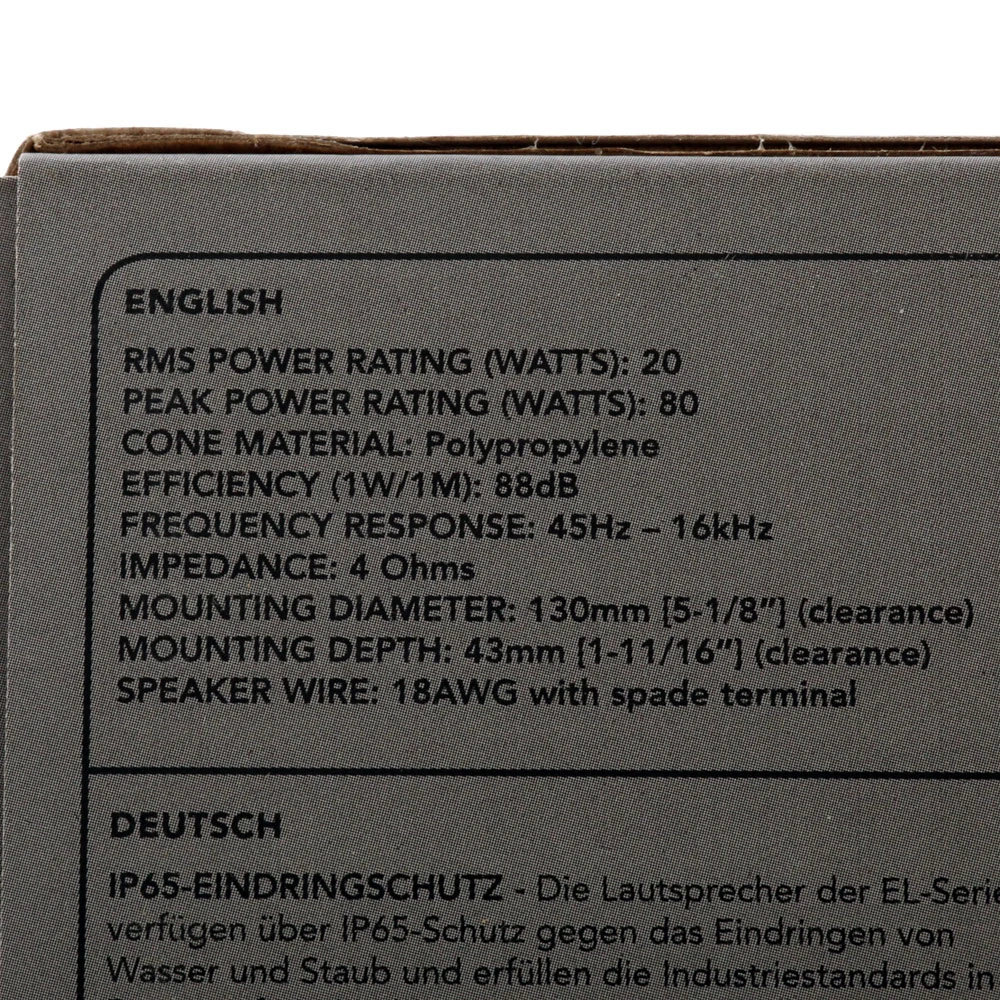 ENGLISH
RMS POWER RATING (WATTS): 20
PEAK POWER RATING (WATTS): 80
CONE MATERIAL: Polypropylene
EFFICIENCY (1W/1M): 88dB
FREQUENCY RESPONSE: 45Hz – 16kHz
IMPEDANCE: 4 Ohms
MOUNTING DIAMETER: 130mm [5-1/8”] (clearance)
MOUNTING DEPTH: 43mm [1-11/16”] (clearance)
SPEAKER WIRE: 18AWG with spade terminal
DEUTSCH
IP65-EINDRINGSCHUTZ - Die Lautsprecher der EL-Serie
verfügen über IP65-Schutz gegen das Eindringen von
Wasser und Staub und erfüllen die Industriestandards in